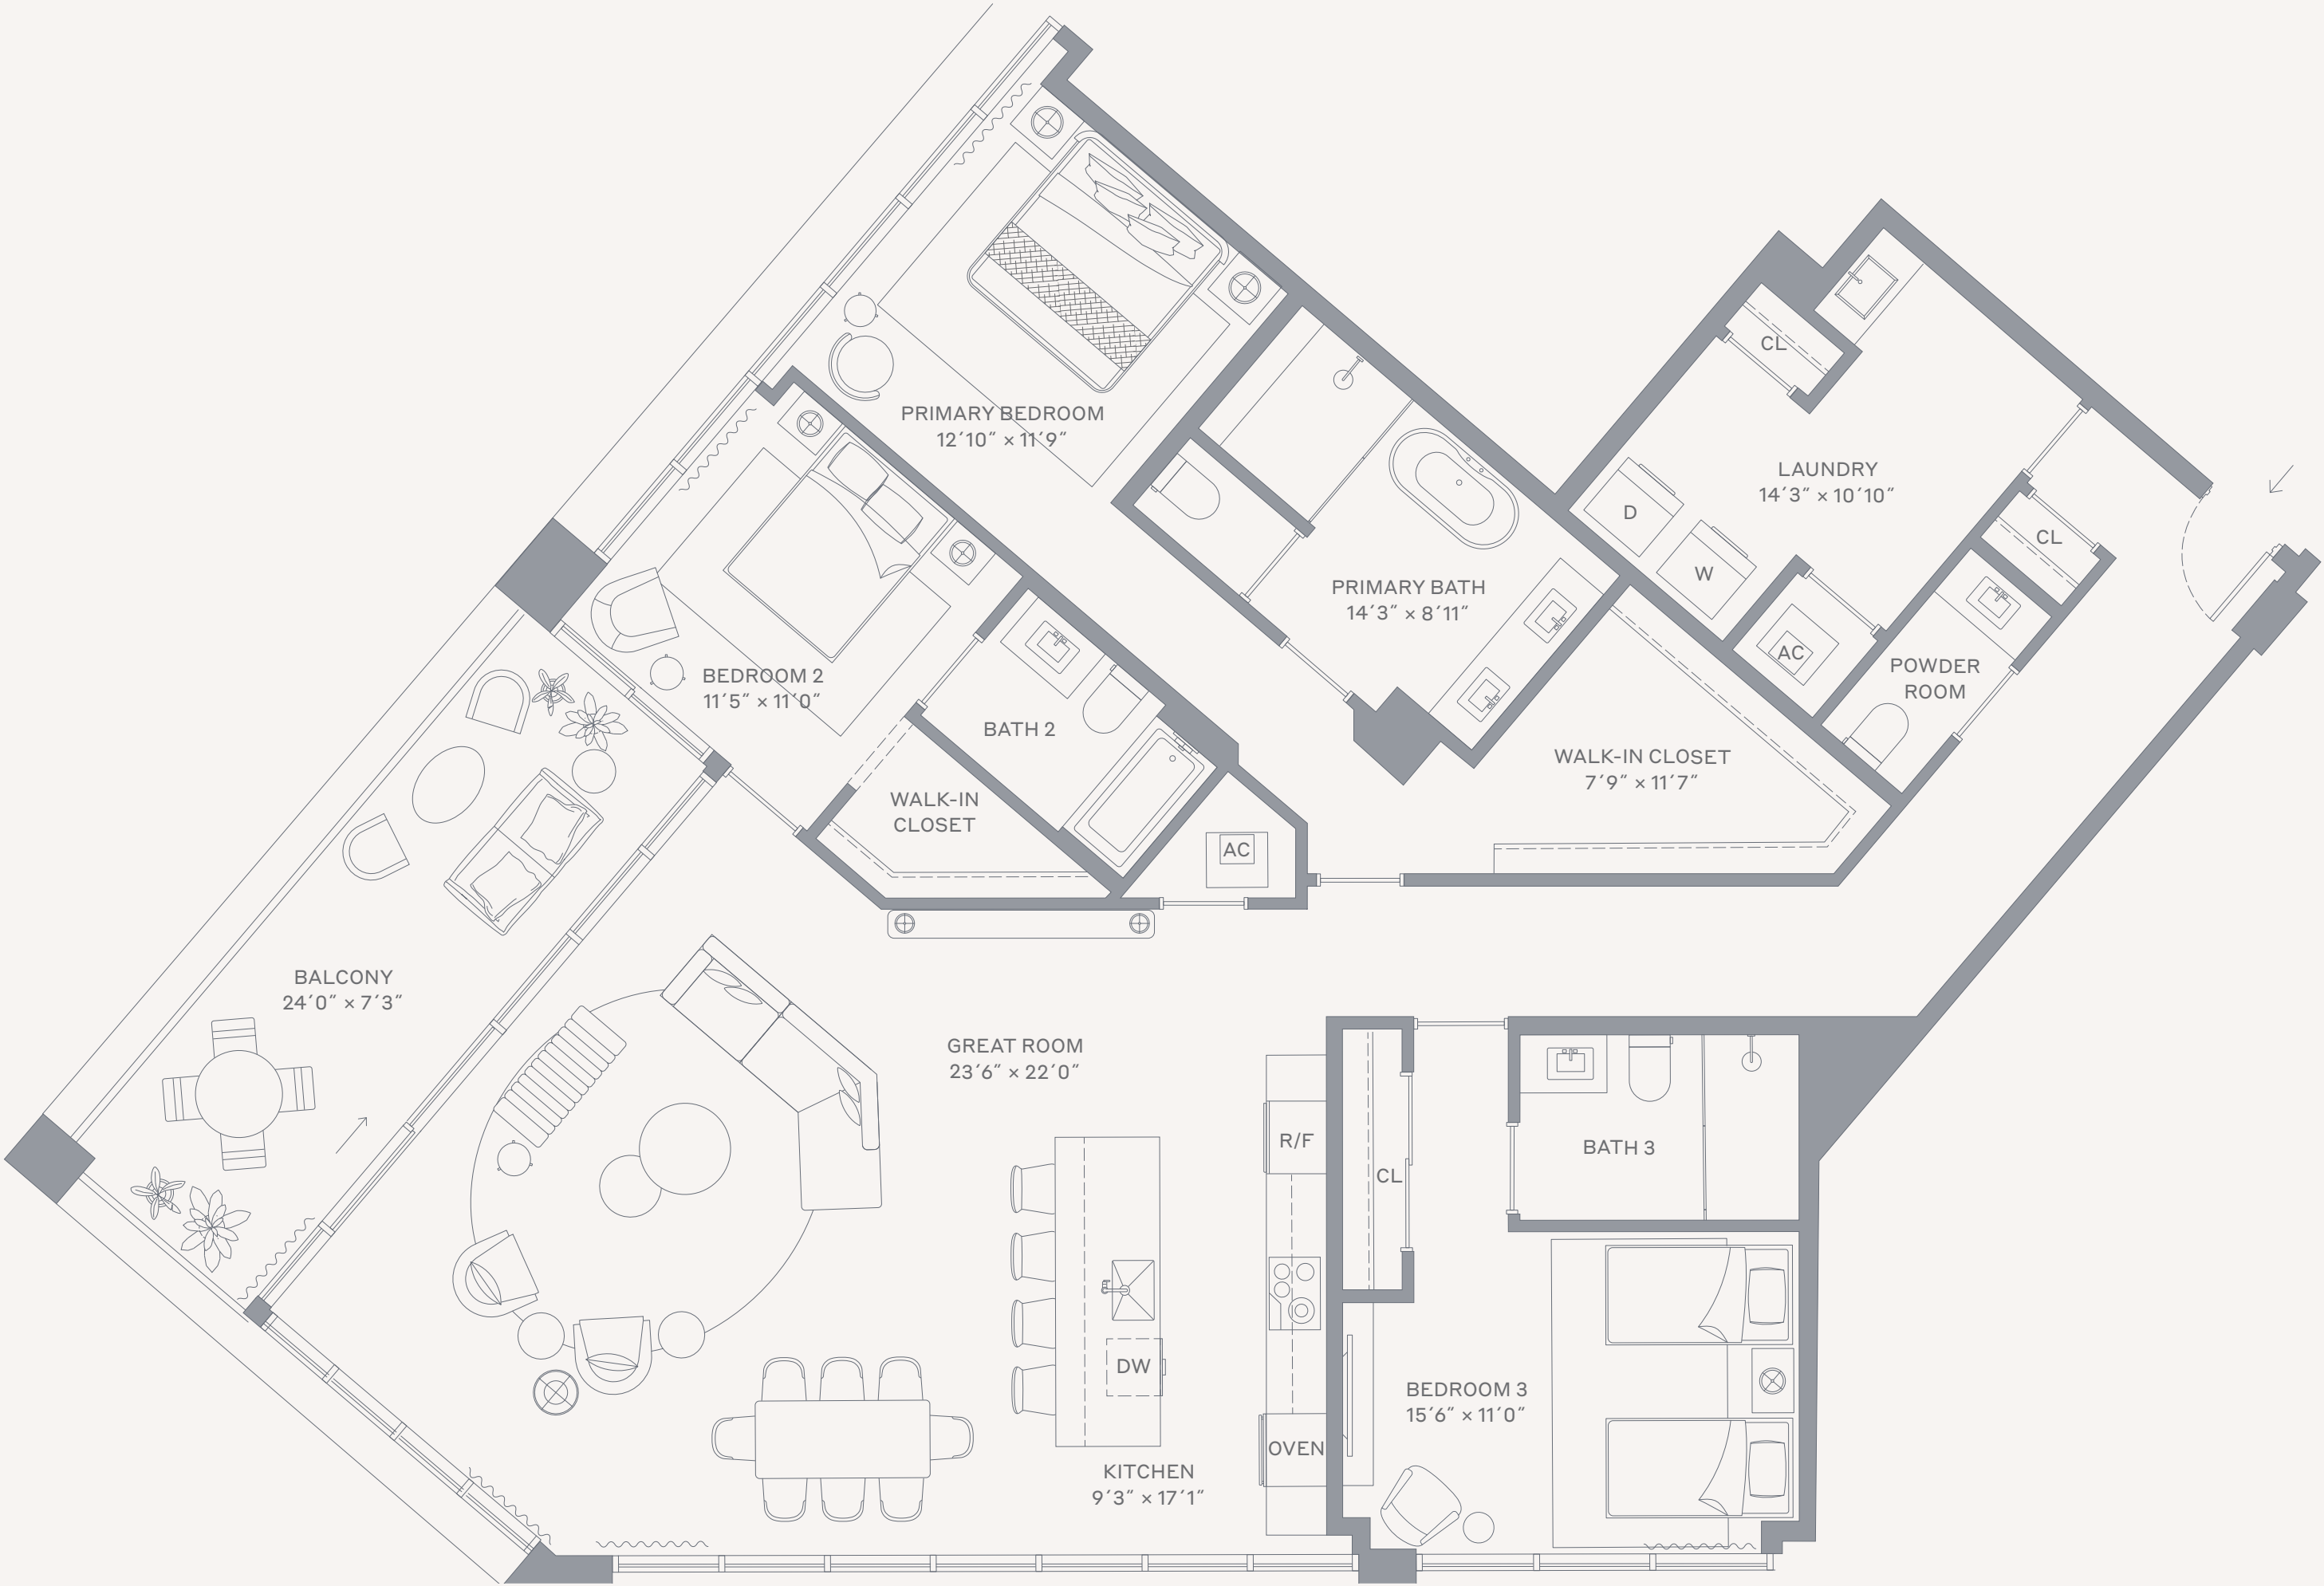 PRIMARY BEDROOM
12′10″ × 11′9″
CL
LAUNDRY
14′3″ × 10′10″
D
W
CL
AC
POWDER
ROOM
PRIMARY BATH
14′3″ × 8′11″
BEDROOM 2
11′5″ × 11′0″
BATH 2
WALK-IN
CLOSET
WALK-IN CLOSET
7′9″ × 11′7″
AC
BALCONY
24′0″ × 7′3″
GREAT ROOM
23′6″ × 22′0″
R/F
CL
BATH 3
DW
BEDROOM 3
15′6″ × 11′0″
OVEN
KITCHEN
9′3″ × 17′1″